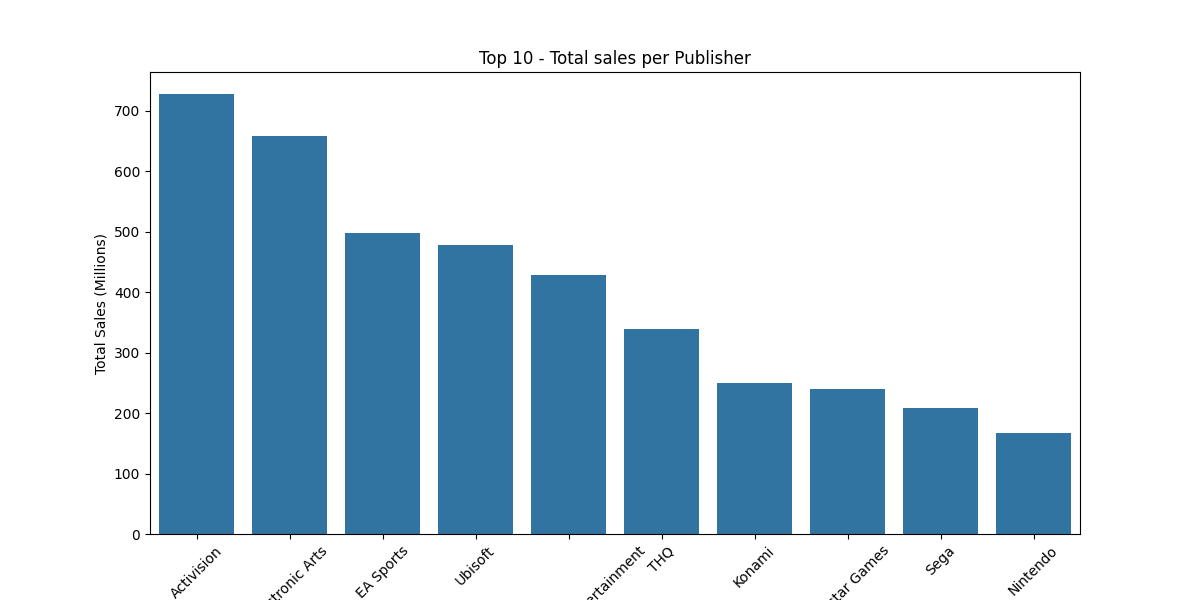 Top 10 - Total sales per Publisher
Total Sales (Millions)
700
600
500
400
300
200
100
0
Activision
tronic Arts
EA Sports
Ubisoft
ertainment
THQ
Konami
tar Games
Sega
Nintendo